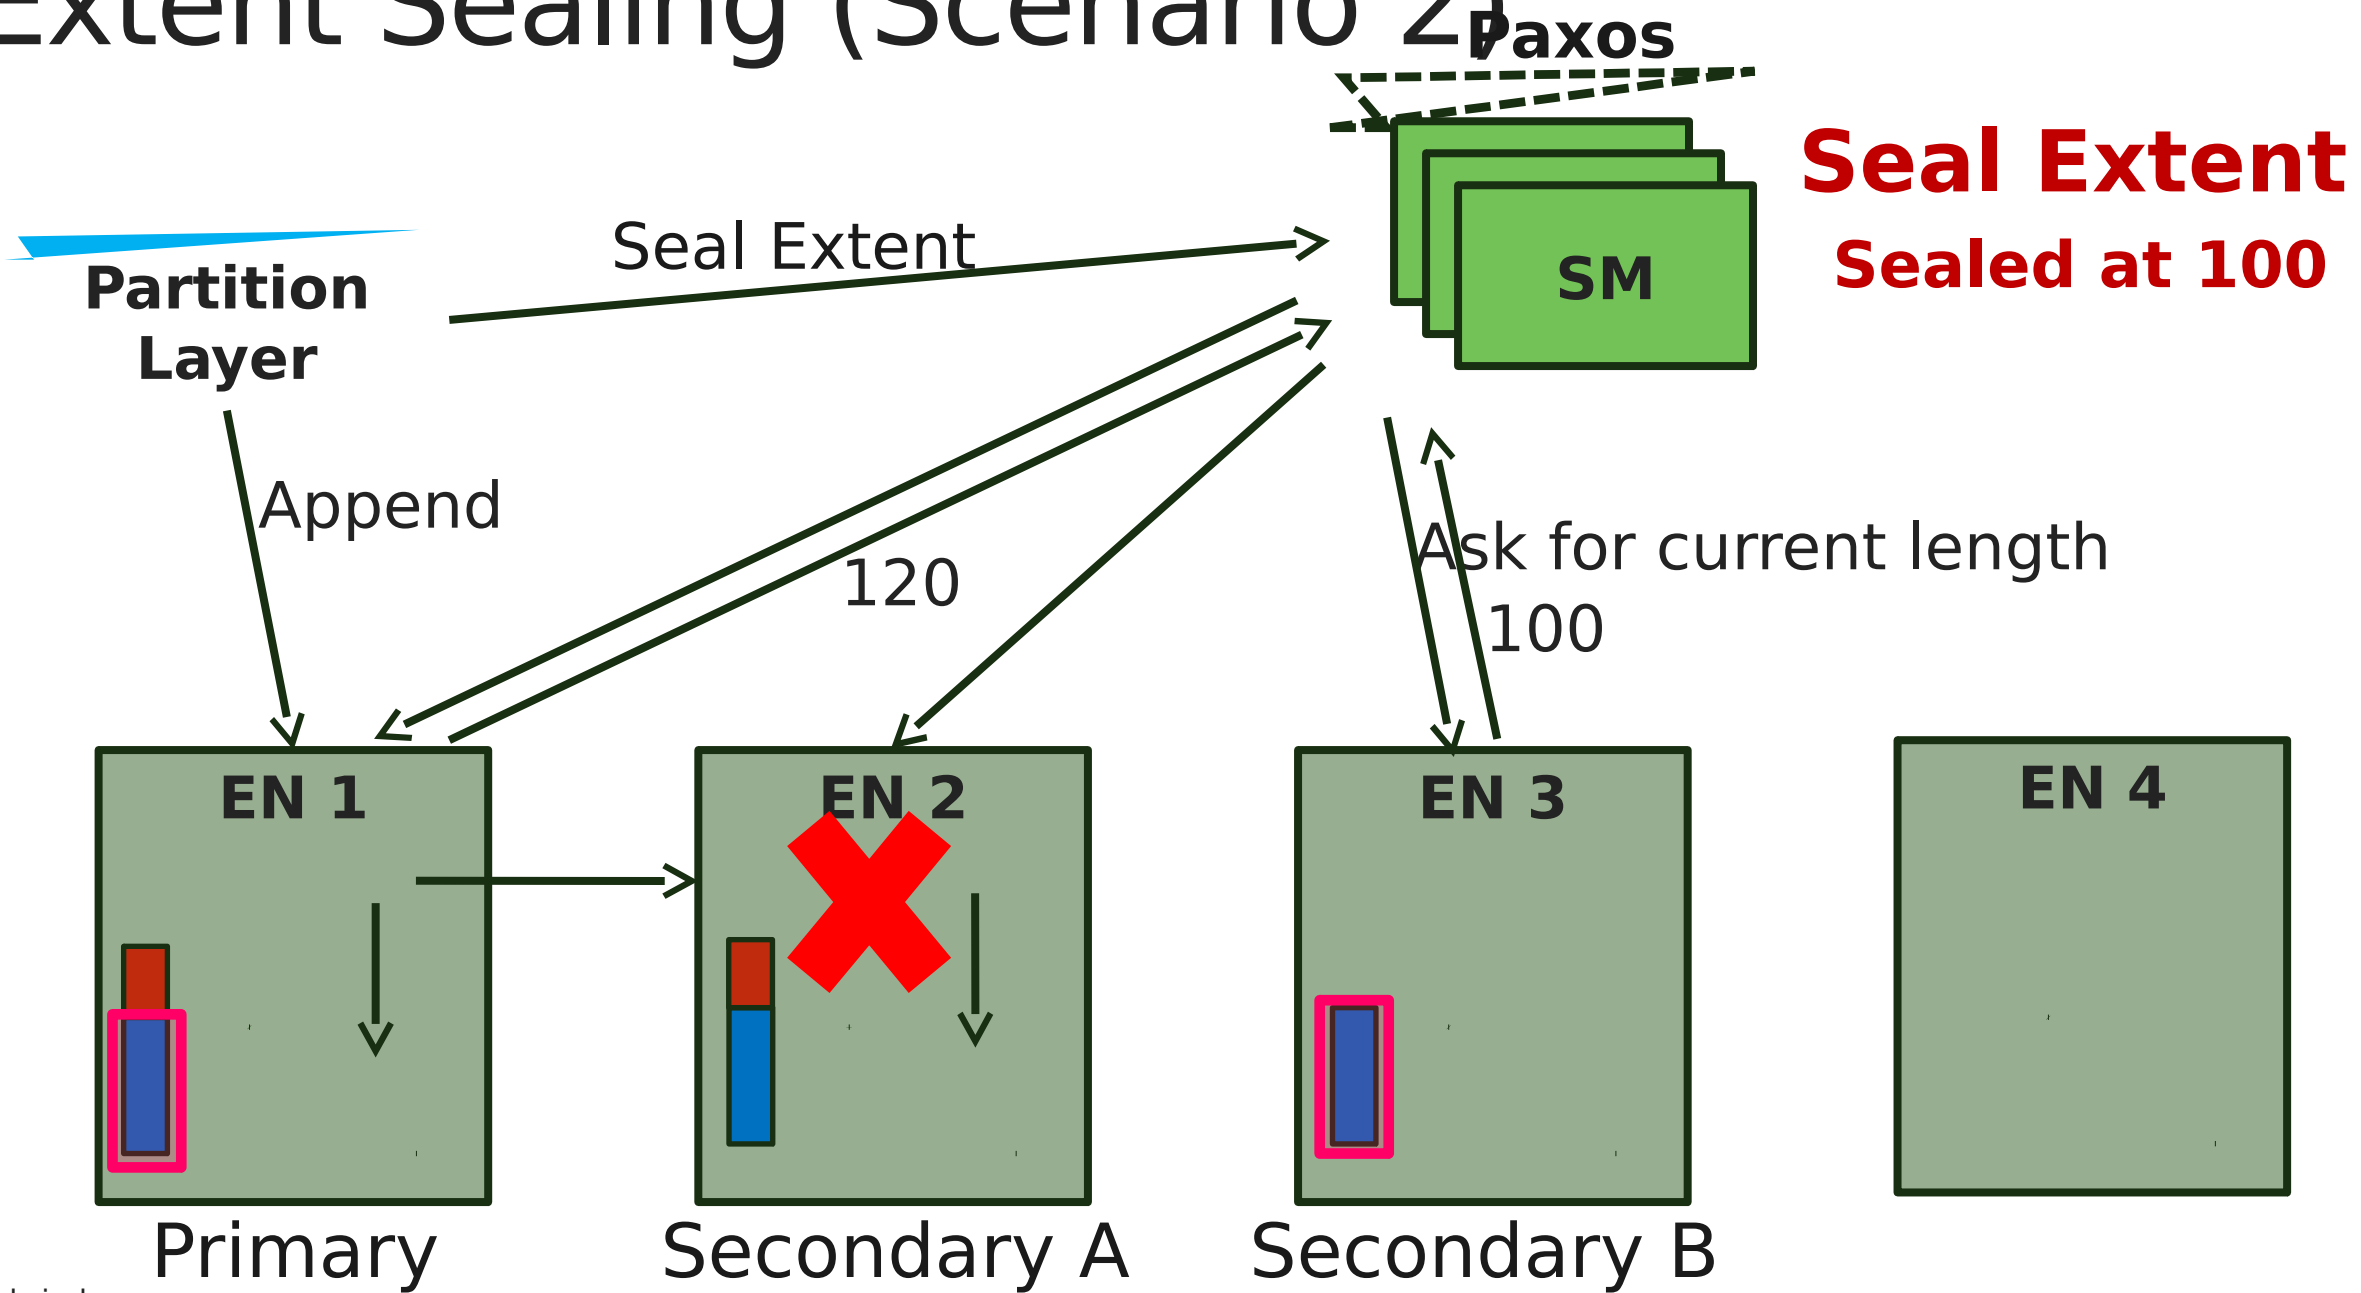 Extent Sealing (Scenario 2)
Paxos
Seal Extent
Seal Extent
Sealed at 100
SM
Partition
Layer
Append
120
Ask for current length
100
EN 1
EN 2
EN 3
EN 4
Primary
Secondary A
Secondary B